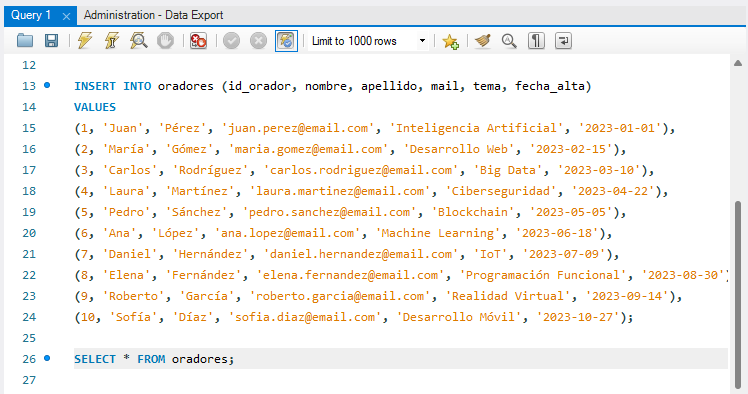 Query 1
Administration - Data Export
Limit to 1000 rows
12
13 INSERT INTO oradores (id_orador, nombre, apellido, mail, tema, fecha_alta)
14 VALUES
15 (1, 'Juan', 'Pérez', 'juan.perez@email.com', 'Inteligencia Artificial', '2023-01-01'),
16 (2, 'María', 'Gómez', 'maria.gomez@email.com', 'Desarrollo Web', '2023-02-15'),
17 (3, 'Carlos', 'Rodríguez', 'carlos.rodriguez@email.com', 'Big Data', '2023-03-10'),
18 (4, 'Laura', 'Martínez', 'laura.martinez@email.com', 'Ciberseguridad', '2023-04-22'),
19 (5, 'Pedro', 'Sánchez', 'pedro.sanchez@email.com', 'Blockchain', '2023-05-05'),
20 (6, 'Ana', 'López', 'ana.lopez@email.com', 'Machine Learning', '2023-06-18'),
21 (7, 'Daniel', 'Hernández', 'daniel.hernandez@email.com', 'IoT', '2023-07-09'),
22 (8, 'Elena', 'Fernández', 'elena.fernandez@email.com', 'Programación Funcional', '2023-08-30')
23 (9, 'Roberto', 'García', 'roberto.garcia@email.com', 'Realidad Virtual', '2023-09-14'),
24 (10, 'Sofía', 'Díaz', 'sofia.diaz@email.com', 'Desarrollo Móvil', '2023-10-27');
25
26 SELECT * FROM oradores;
27